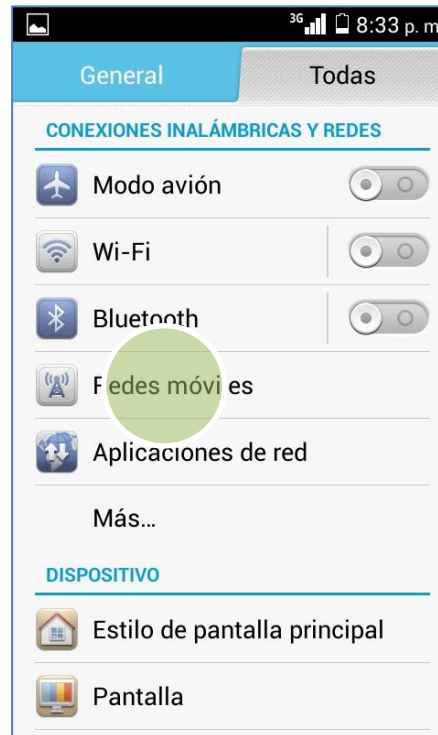 3G 8:33 p. m
General Todas
CONEXIONES INALÁMBRICAS Y REDES
Modo avión
Wi-Fi
Bluetooth
Redes móviles
Aplicaciones de red
Más...
DISPOSITIVO
Estilo de pantalla principal
Pantalla